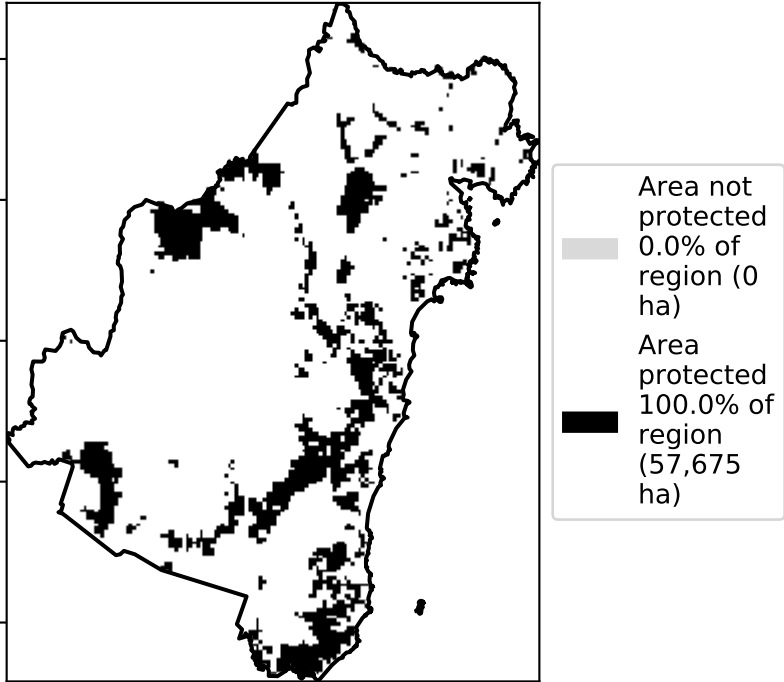 Area not
protected
0.0% of
region (0
ha)
Area
protected
100.0% of
region
(57,675
ha)